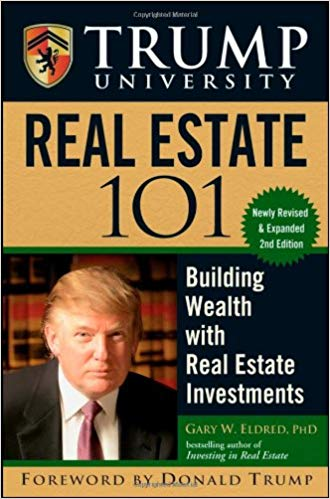 TRUMP
UNIVERSITY
REAL ESTATE
101
Newly Revised
& Expanded
2nd Edition
Building
Wealth
with
Real Estate
Investments
GARY W. ELDRED, PHD
bestselling author of
Investing in Real Estate
FOREWORD BY DONALD TRUMP